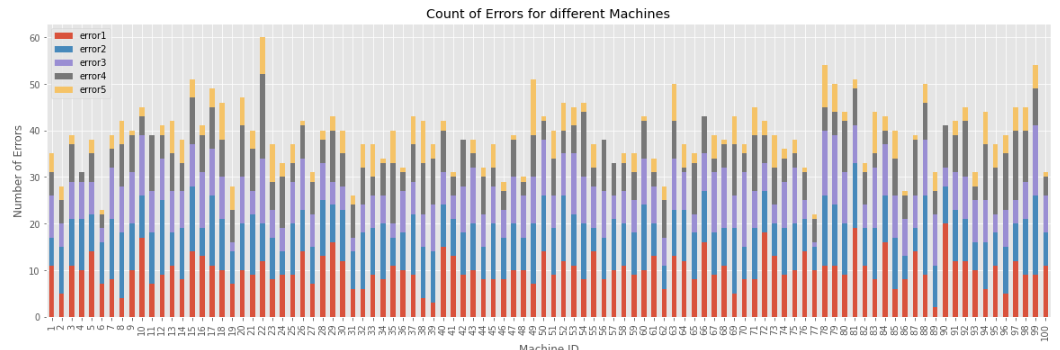 Count of Errors for different Machines
Number of Errors
60
50
40
30
20
10
0
error1
error2
error3
error4
error5
1 2 3 4 5 6 7 8 9 10 11 12 13 14 15 16 17 18 19 20 21 22 23 24 25 26 27 28 29 30 31 32 33 34 35 36 37 38 39 40 41 42 43 44 45 46 47 48 49 50 51 52 53 54 55 56 57 58 59 60 61 62 63 64 65 66 67 68 69 70 71 72 73 74 75 76 77 78 79 80 81 82 83 84 85 86 87 88 89 90 91 92 93 94 95 96 97 98 99 100
Machine ID